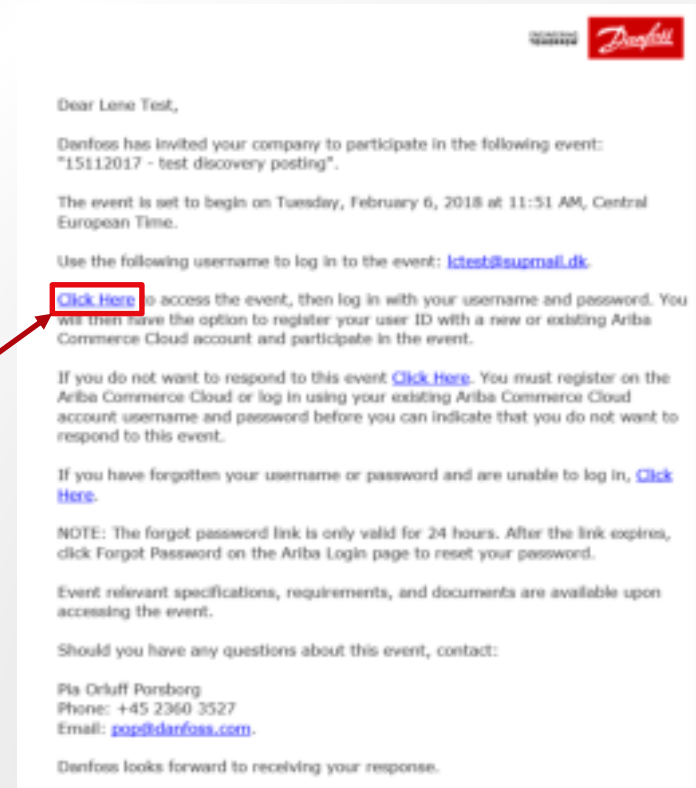 ENGINEERING
TOMORROW
Danfoss
Dear Lene Test,
Danfoss has invited your company to participate in the following event:
"15112017 - test discovery posting".
The event is set to begin on Tuesday, February 6, 2018 at 11:51 AM, Central
European Time.
Use the following username to log in to the event: lctest@supmail.dk.
Click Here to access the event, then log in with your username and password. You
will then have the option to register your user ID with a new or existing Ariba
Commerce Cloud account and participate in the event.
If you do not want to respond to this event Click Here. You must register on the
Ariba Commerce Cloud or log in using your existing Ariba Commerce Cloud
account username and password before you can indicate that you do not want to
respond to this event.
If you have forgotten your username or password and are unable to log in, Click
Here.
NOTE: The forgot password link is only valid for 24 hours. After the link expires,
click Forgot Password on the Ariba Login page to reset your password.
Event relevant specifications, requirements, and documents are available upon
accessing the event.
Should you have any questions about this event, contact:
Pia Orluff Porsborg
Phone: +45 2360 3527
Email: pop@danfoss.com.
Danfoss looks forward to receiving your response.